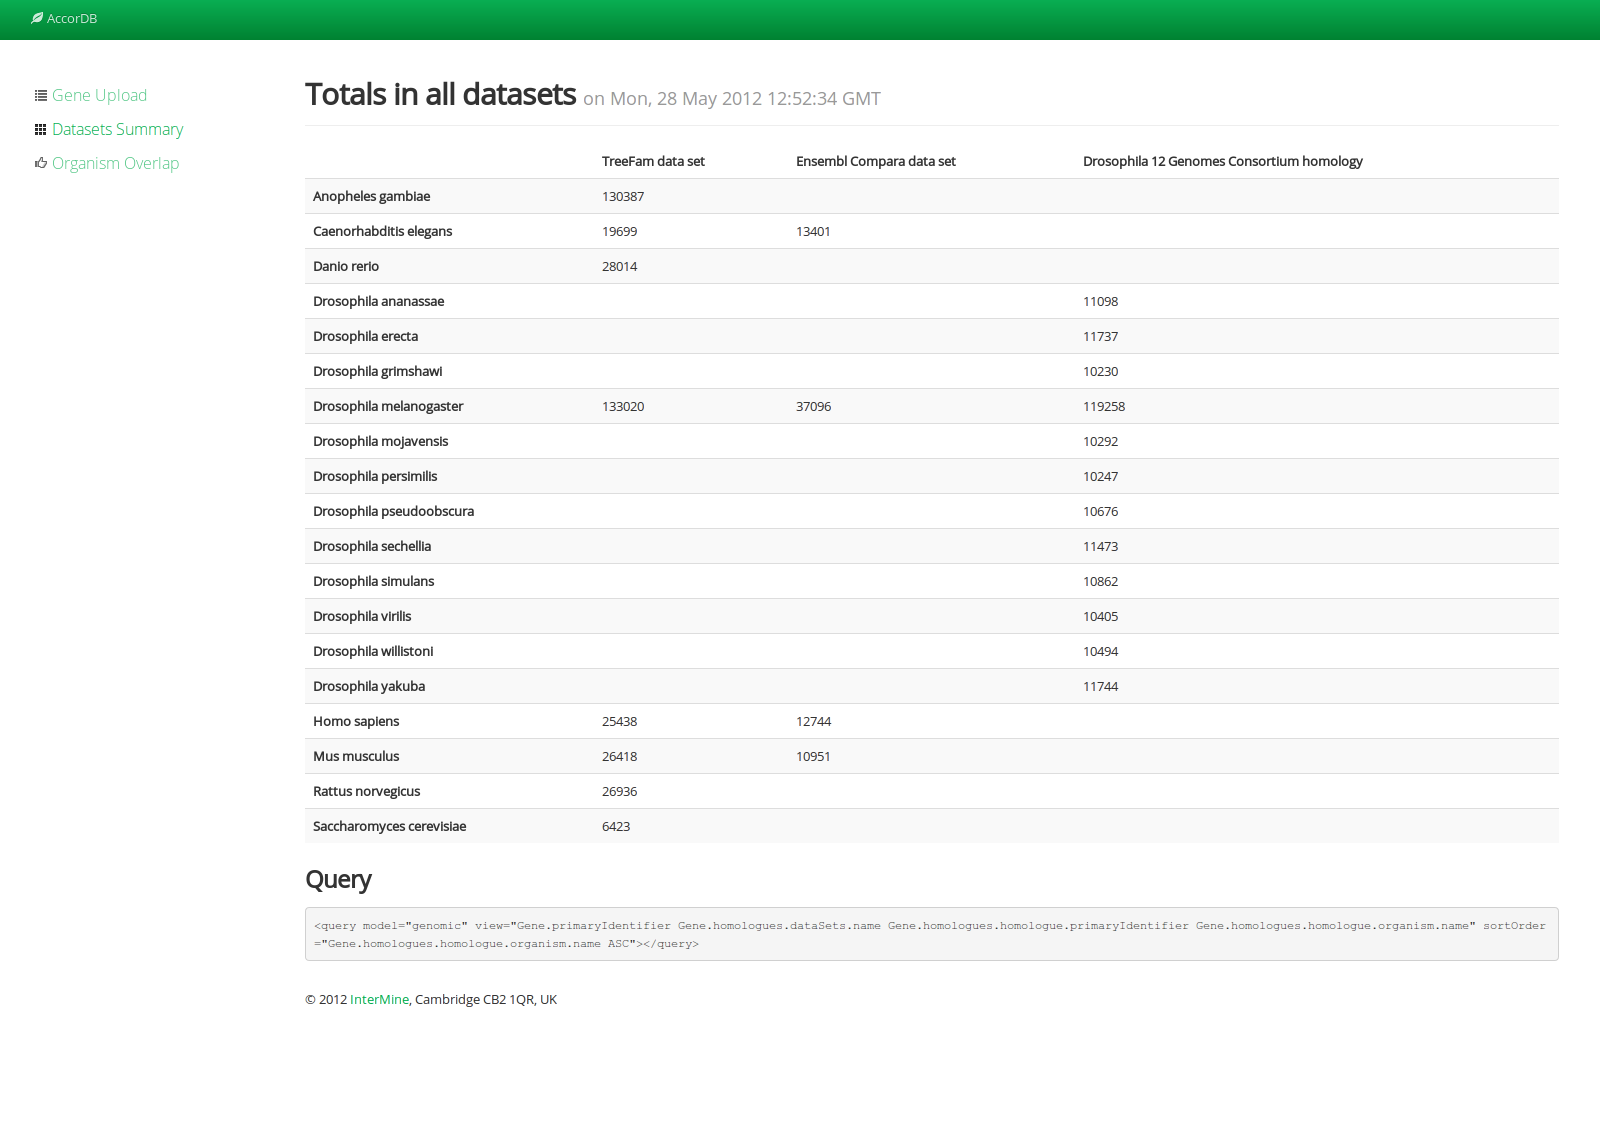 AccorDB
Gene Upload
Datasets Summary
Organism Overlap
Totals in all datasets on Mon, 28 May 2012 12:52:34 GMT
TreeFam data set Ensembl Compara data set Drosophila 12 Genomes Consortium homology
Anopheles gambiae 130387
Caenorhabditis elegans 19699 13401
Danio rerio 28014
Drosophila ananassae 11098
Drosophila erecta 11737
Drosophila grimshawi 10230
Drosophila melanogaster 133020 37096 119258
Drosophila mojavensis 10292
Drosophila persimilis 10247
Drosophila pseudoobscura 10676
Drosophila sechellia 11473
Drosophila simulans 10862
Drosophila virilis 10405
Drosophila willistoni 10494
Drosophila yakuba 11744
Homo sapiens 25438 12744
Mus musculus 26418 10951
Rattus norvegicus 26936
Saccharomyces cerevisiae 6423
Query
<query model="genomic" view="Gene.primaryIdentifier Gene.homologues.dataSets.name Gene.homologues.homologue.primaryIdentifier Gene.homologues.homologue.organism.name" sortOrder
="Gene.homologues.homologue.organism.name ASC"></query>
© 2012 InterMine, Cambridge CB2 1QR, UK